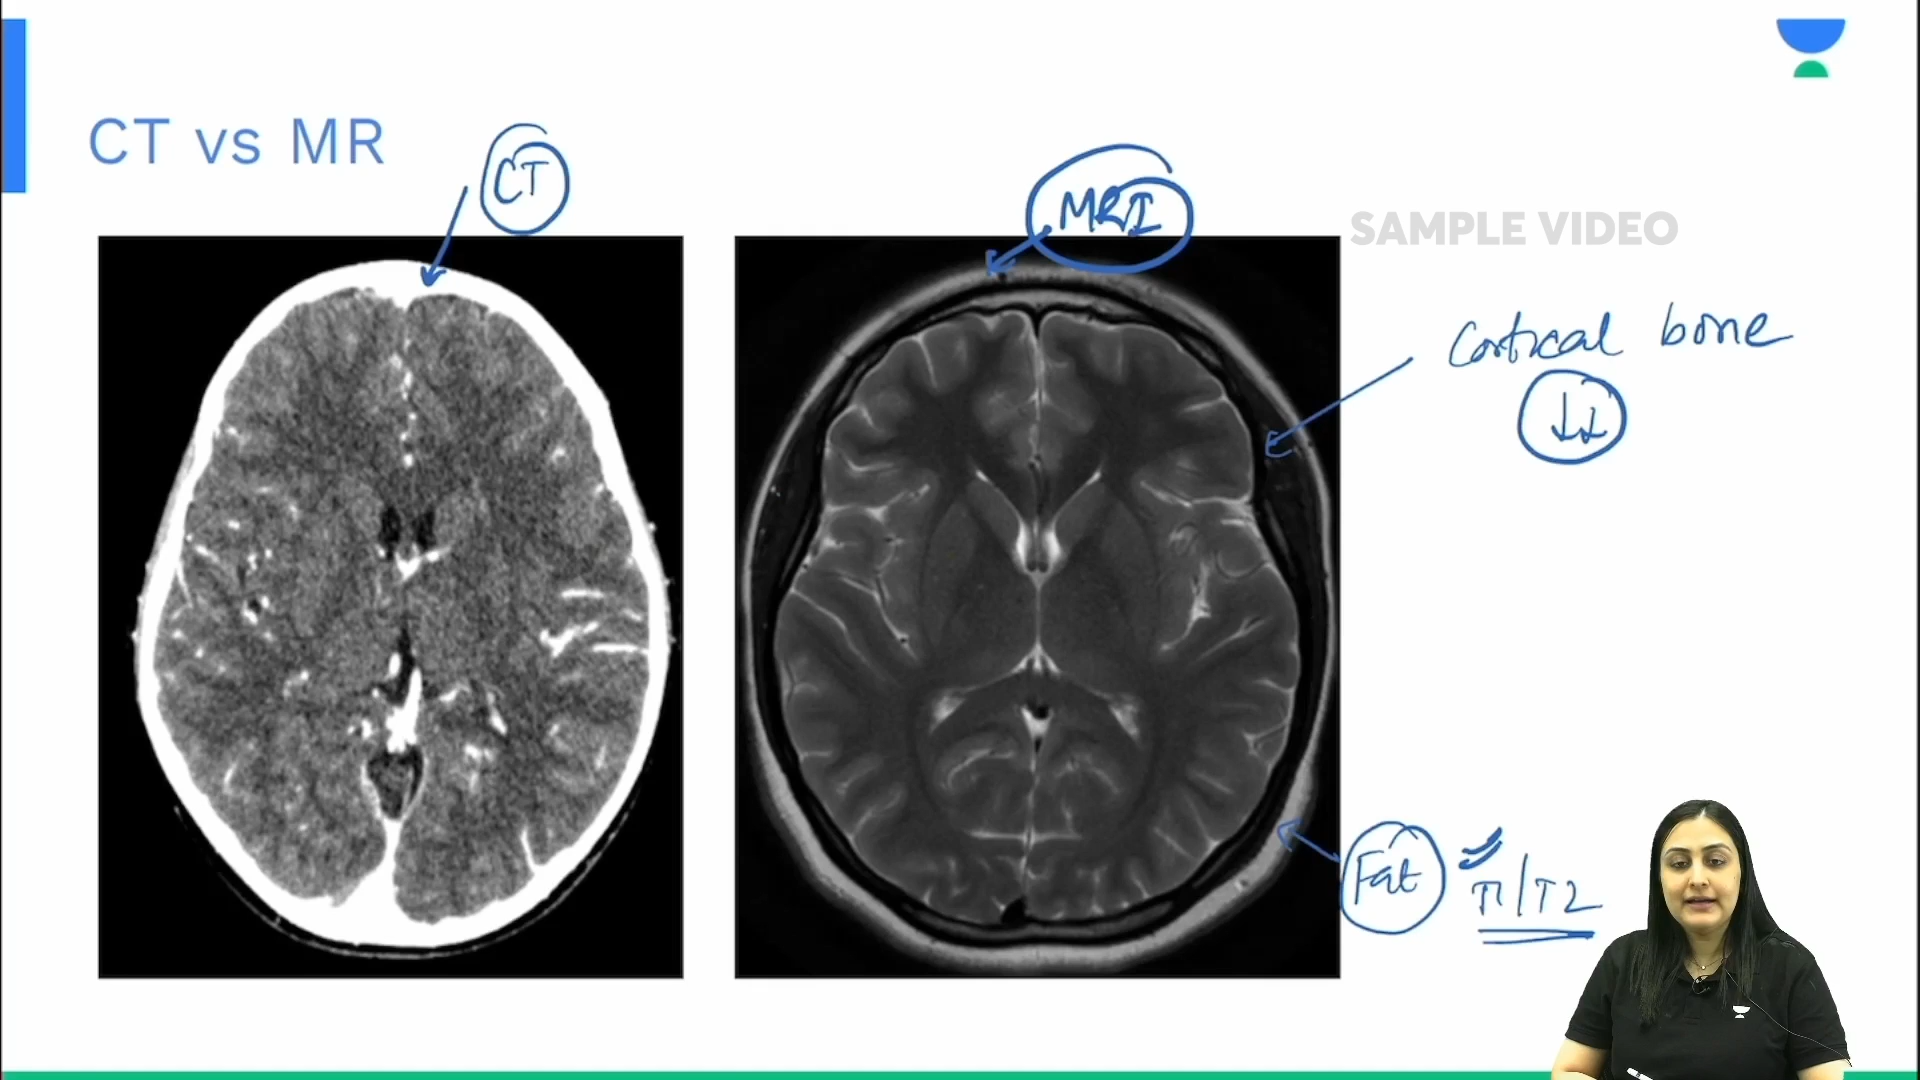 CT vs MR
CT
MRI
SAMPLE VIDEO
Cortical bone
↓↓
Fat
T1/T2